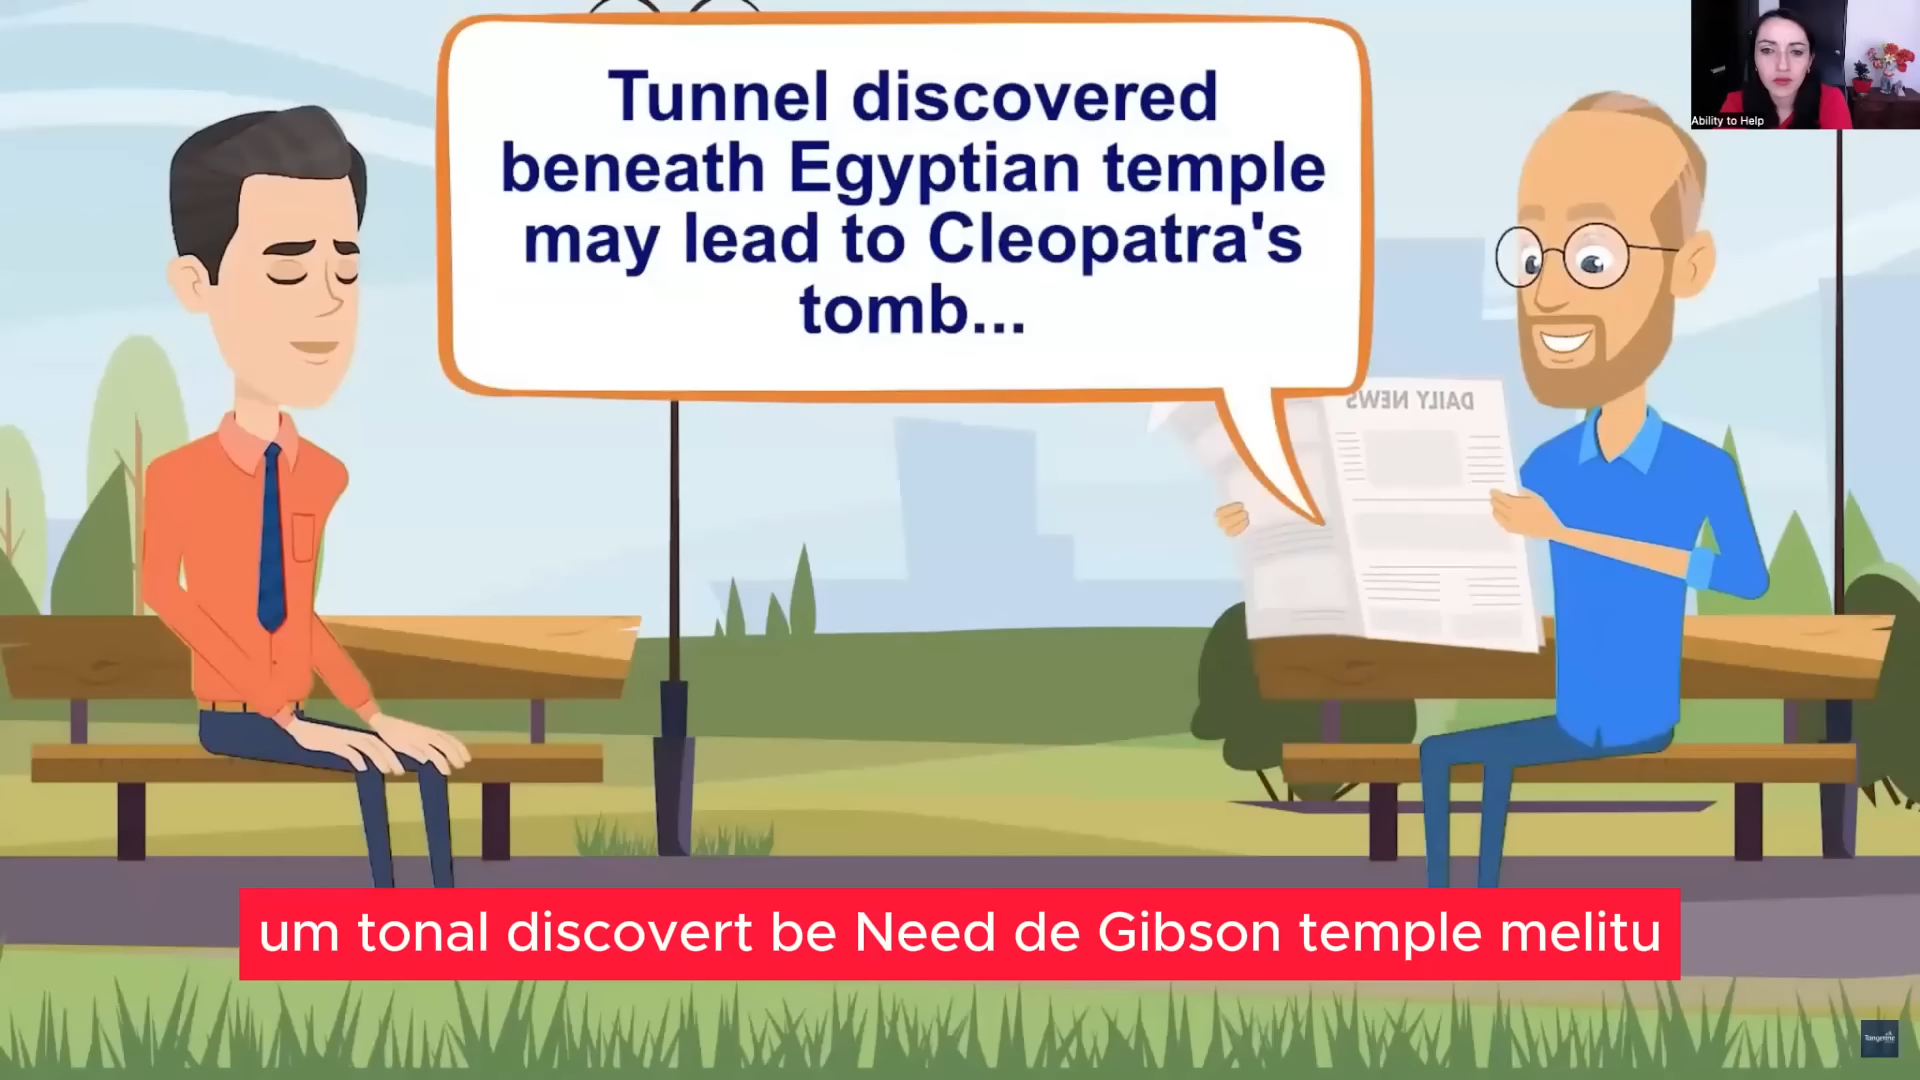 Tunnel discovered
beneath Egyptian temple
may lead to Cleopatra's
tomb...
Ability to Help
DAILY NEWS
um tonal discovert be Need de Gibson temple melitu
Tangerine